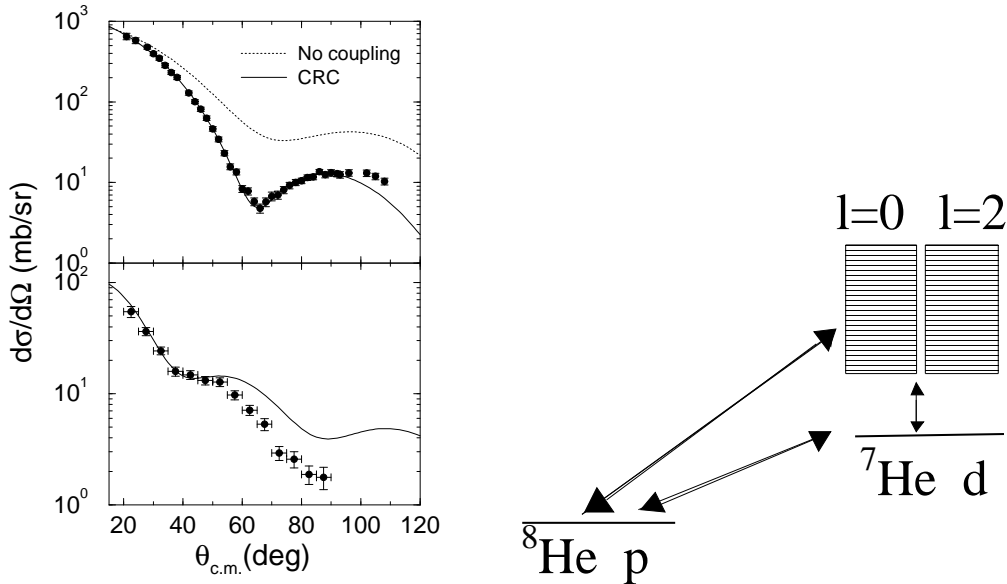 10³
10²
10¹
10⁰
No coupling
CRC
dσ/dΩ (mb/sr)
10²
10¹
10⁰
20 40 60 80 100 120
θc.m.(deg)
l=0 l=2
⁷He d
⁸He p